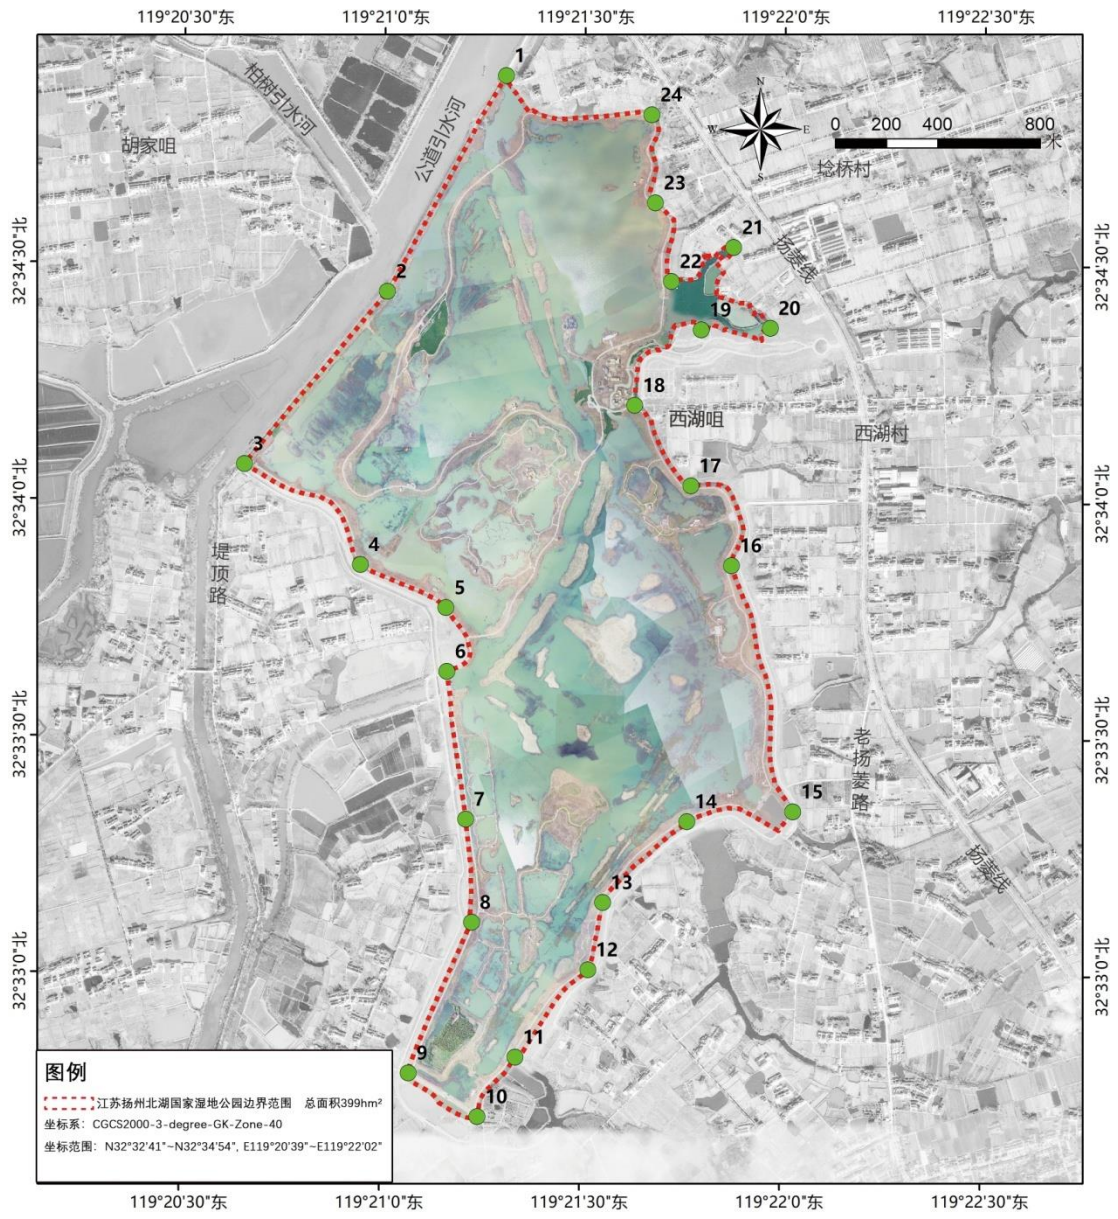 119°20'30"东
119°21'0"东
119°21'30"东
119°22'0"东
119°22'30"东
1
24
N
W
E
S
0
200
400
800
米
柏树引水河
公道引水河
胡家咀
埝桥村
23
21
扬菱线
32°34'30"北
32°34'30"北
2
22
19
20
18
西湖咀
西湖村
3
17
32°34'0"北
32°34'0"北
堤顶路
4
16
5
6
32°33'30"北
32°33'30"北
老扬菱路
7
14
15
扬菱线
13
8
12
32°33'0"北
32°33'0"北
11
9
10
图例
江苏扬州北湖国家湿地公园边界范围 总面积399hm²
坐标系：CGCS2000-3-degree-GK-Zone-40
坐标范围：N32°32'41"~N32°34'54", E119°20'39"~E119°22'02"
119°20'30"东
119°21'0"东
119°21'30"东
119°22'0"东
119°22'30"东